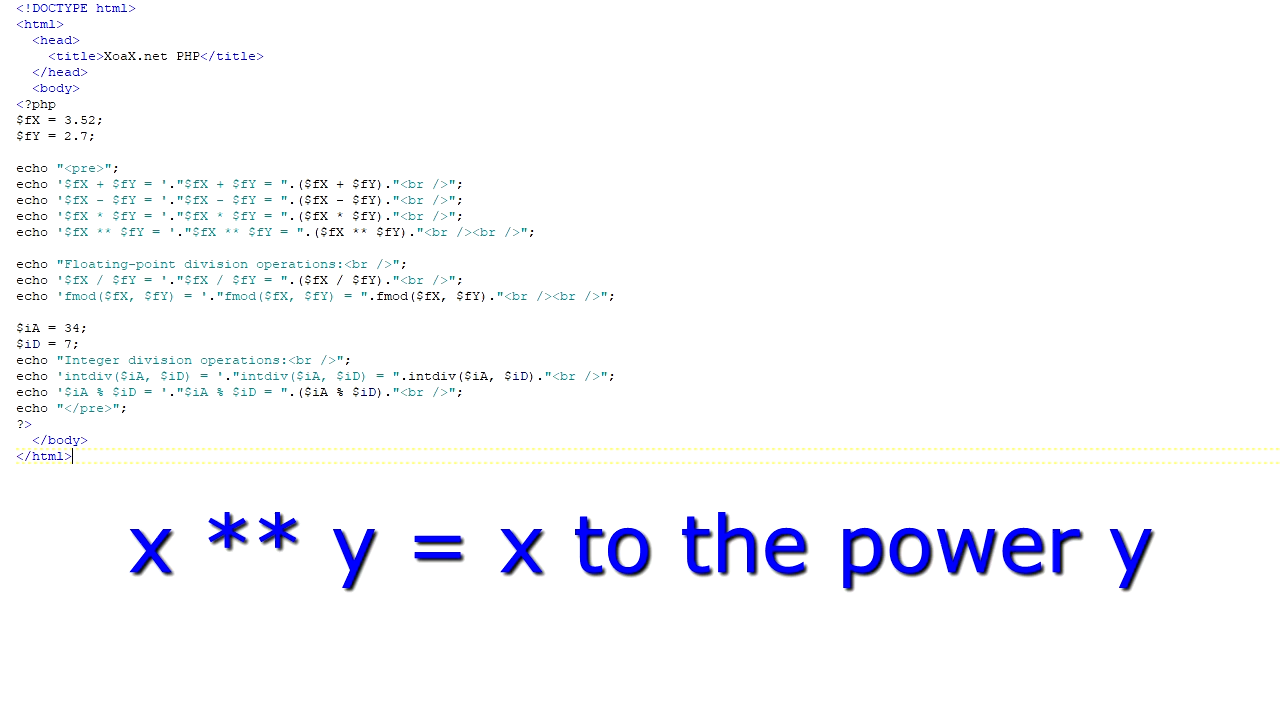 <!DOCTYPE html>
<html>
  <head>
    <title>XoaX.net PHP</title>
  </head>
  <body>
<?php
$fX = 3.52;
$fY = 2.7;

echo "<pre>";
echo '$fX + $fY = '."$fX + $fY = ".($fX + $fY)."<br />";
echo '$fX - $fY = '."$fX - $fY = ".($fX - $fY)."<br />";
echo '$fX * $fY = '."$fX * $fY = ".($fX * $fY)."<br />";
echo '$fX ** $fY = '."$fX ** $fY = ".($fX ** $fY)."<br /><br />";

echo "Floating-point division operations:<br />";
echo '$fX / $fY = '."$fX / $fY = ".($fX / $fY)."<br />";
echo 'fmod($fX, $fY) = '."fmod($fX, $fY) = ".fmod($fX, $fY)."<br /><br />";

$iA = 34;
$iD = 7;
echo "Integer division operations:<br />";
echo 'intdiv($iA, $iD) = '."intdiv($iA, $iD) = ".intdiv($iA, $iD)."<br />";
echo '$iA % $iD = '."$iA % $iD = ".($iA % $iD)."<br />";
echo "</pre>";
?>
  </body>
</html>
x ** y = x to the power y